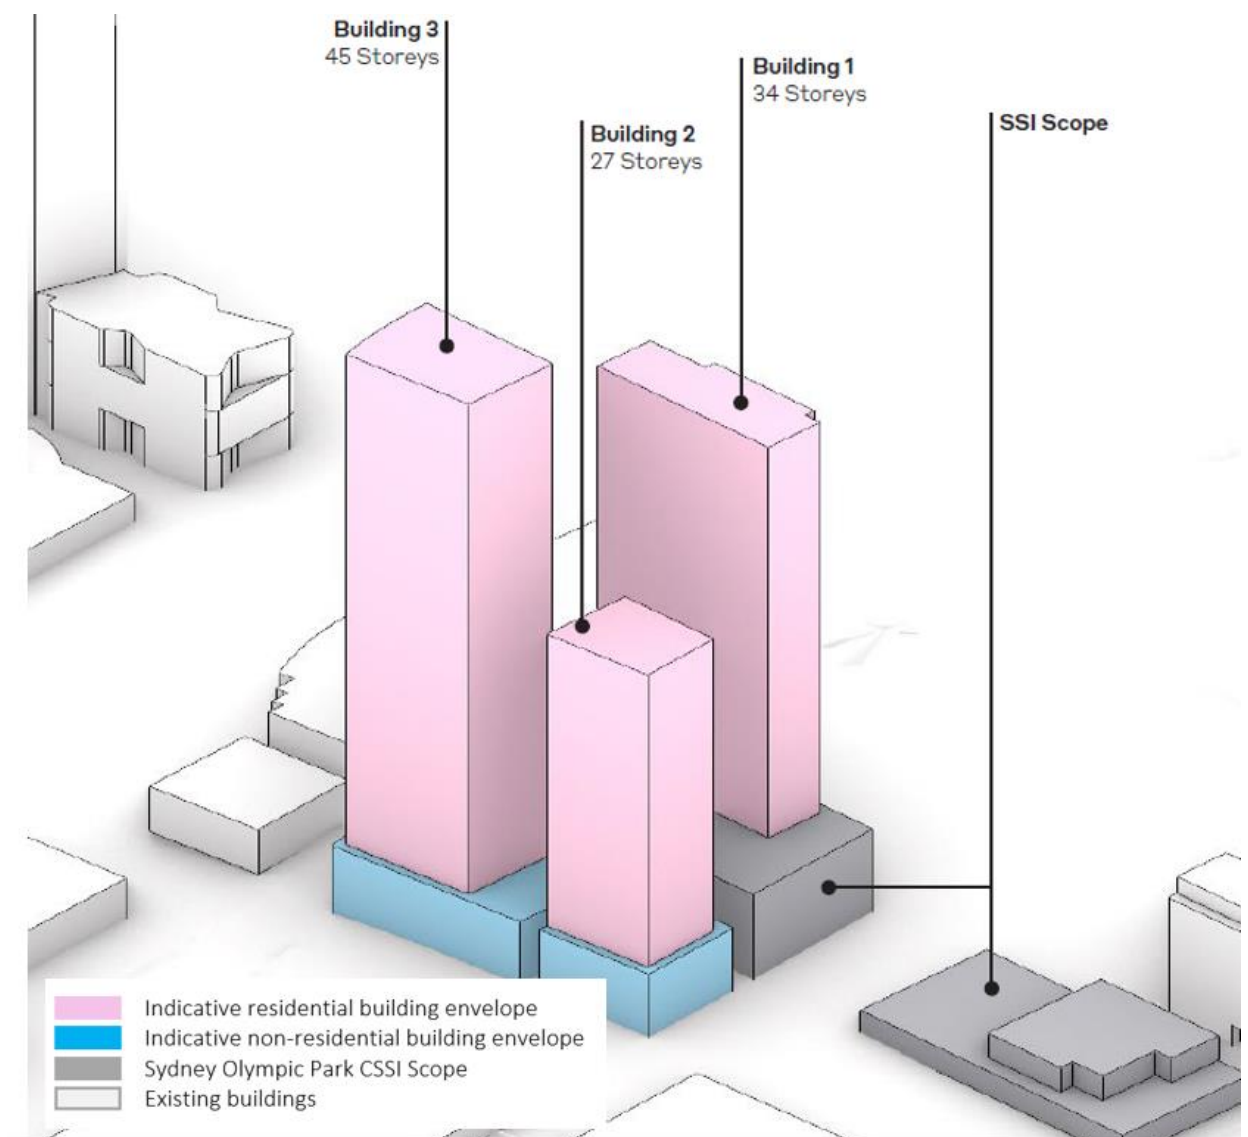 Building 3
45 Storeys
Building 1
34 Storeys
Building 2
27 Storeys
SSI Scope
Indicative residential building envelope
Indicative non-residential building envelope
Sydney Olympic Park CSSI Scope
Existing buildings